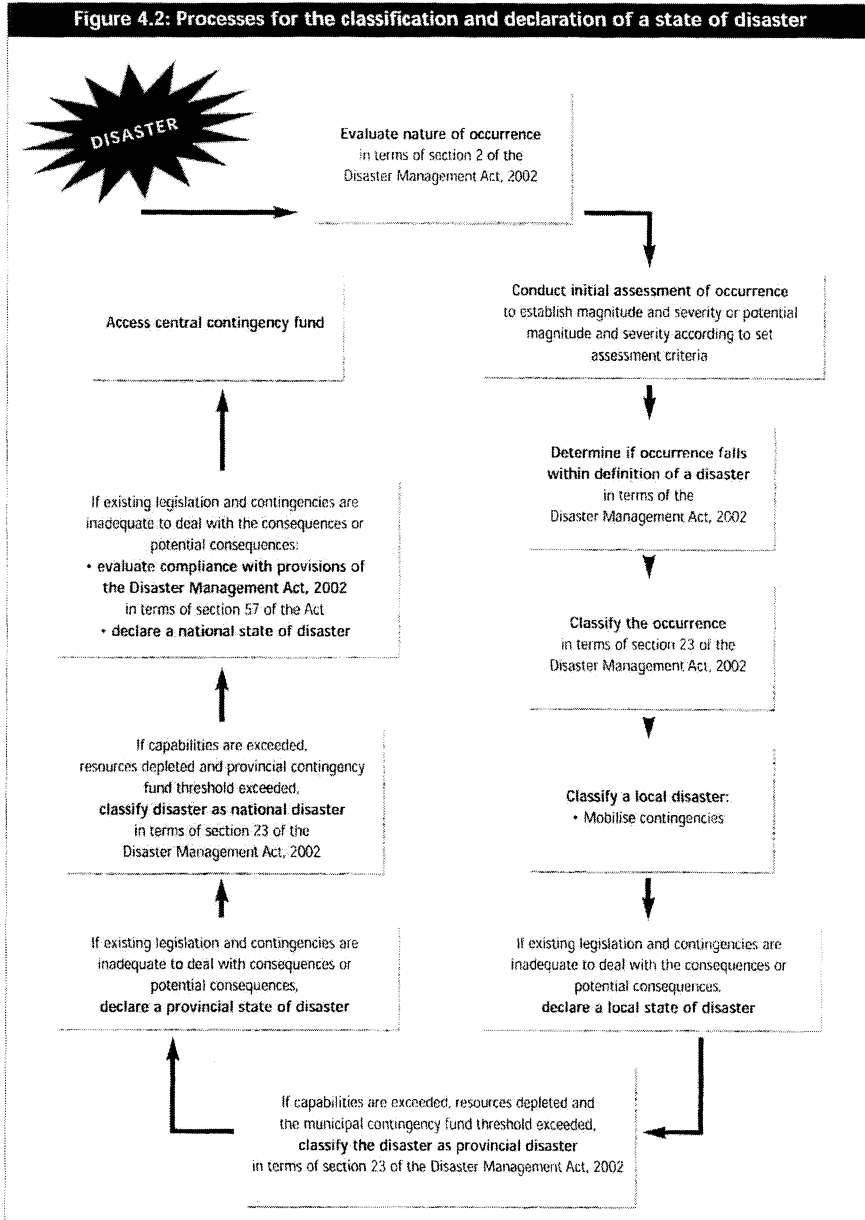 Figure 4.2: Processes for the classification and declaration of a state of disaster
DISASTER
Evaluate nature of occurrence
in terms of section 2 of the
Disaster Management Act, 2002
Conduct initial assessment of occurrence
to establish magnitude and severity or potential
magnitude and severity according to set
assessment criteria
Determine if occurrence falls
within definition of a disaster
in terms of the
Disaster Management Act, 2002
Classify the occurrence
in terms of section 23 of the
Disaster Management Act, 2002
Classify a local disaster:
• Mobilise contingencies
If existing legislation and contingencies are
inadequate to deal with the consequences or
potential consequences,
declare a local state of disaster
If capabilities are exceeded, resources depleted and
the municipal contingency fund threshold exceeded,
classify the disaster as provincial disaster
in terms of section 23 of the Disaster Management Act, 2002
If existing legislation and contingencies are
inadequate to deal with consequences or
potential consequences,
declare a provincial state of disaster
If capabilities are exceeded,
resources depleted and provincial contingency
fund threshold exceeded,
classify disaster as national disaster
in terms of section 23 of the
Disaster Management Act, 2002
If existing legislation and contingencies are
inadequate to deal with the consequences or
potential consequences:
• evaluate compliance with provisions of
the Disaster Management Act, 2002
in terms of section 57 of the Act
• declare a national state of disaster
Access central contingency fund